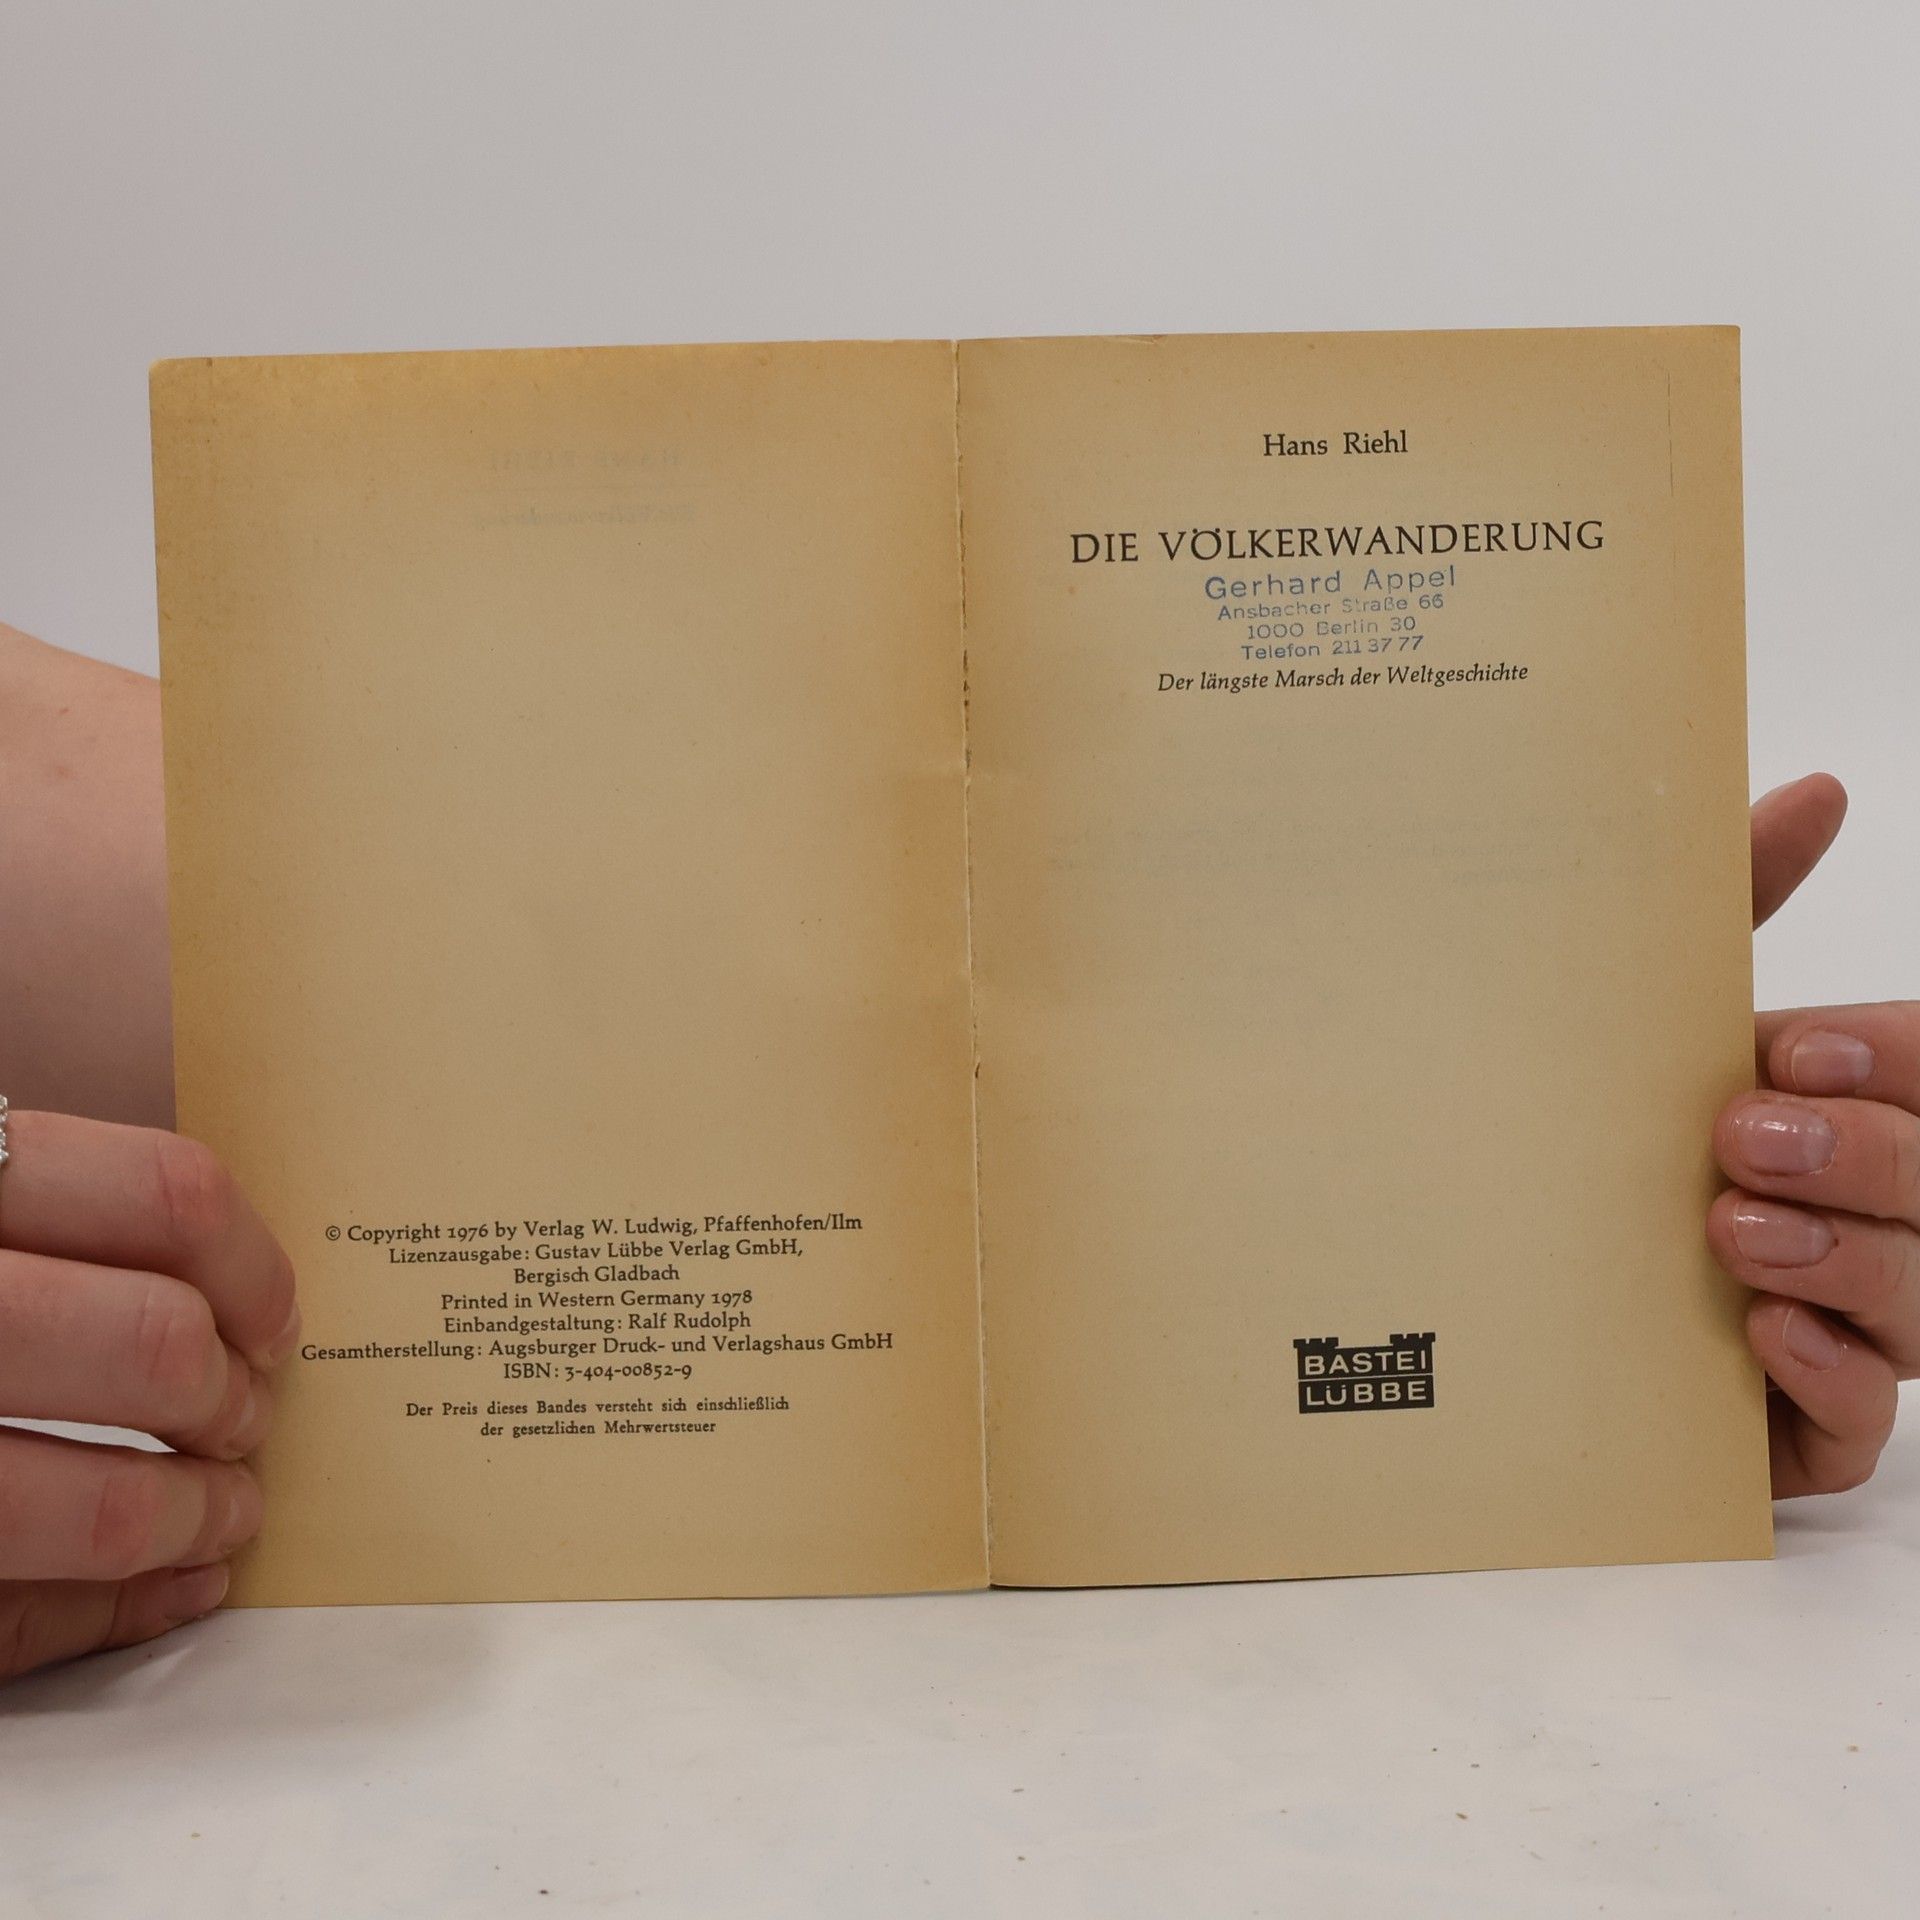 © Copyright 1976 by Verlag W. Ludwig, Pfaffenhofen/Ilm
Lizenzausgabe: Gustav Lübbe Verlag GmbH,
Bergisch Gladbach
Printed in Western Germany 1978
Einbandgestaltung: Ralf Rudolph
Gesamtherstellung: Augsburger Druck- und Verlagshaus GmbH
ISBN: 3-404-00852-9
Der Preis dieses Bandes versteht sich einschließlich
der gesetzlichen Mehrwertsteuer
Hans Riehl
DIE VÖLKERWANDERUNG
Gerhard Appel
Ansbacher Straße 66
1000 Berlin 30
Telefon 211 37 77
Der längste Marsch der Weltgeschichte
BASTEI
LÜBBE